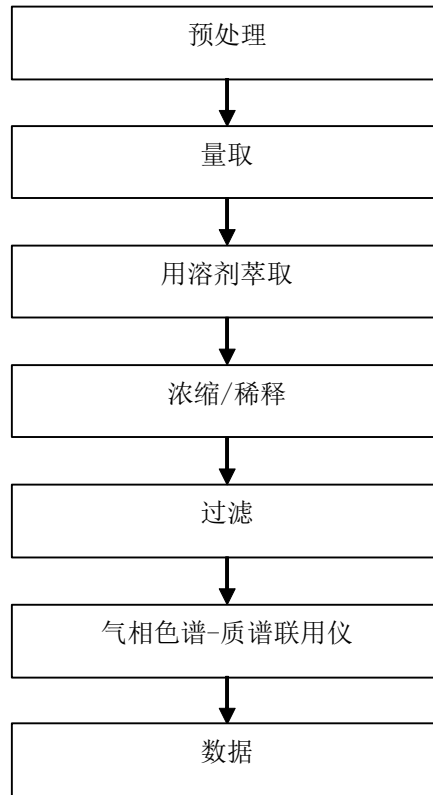 预处理
量取
用溶剂萃取
浓缩/稀释
过滤
气相色谱-质谱联用仪
数据